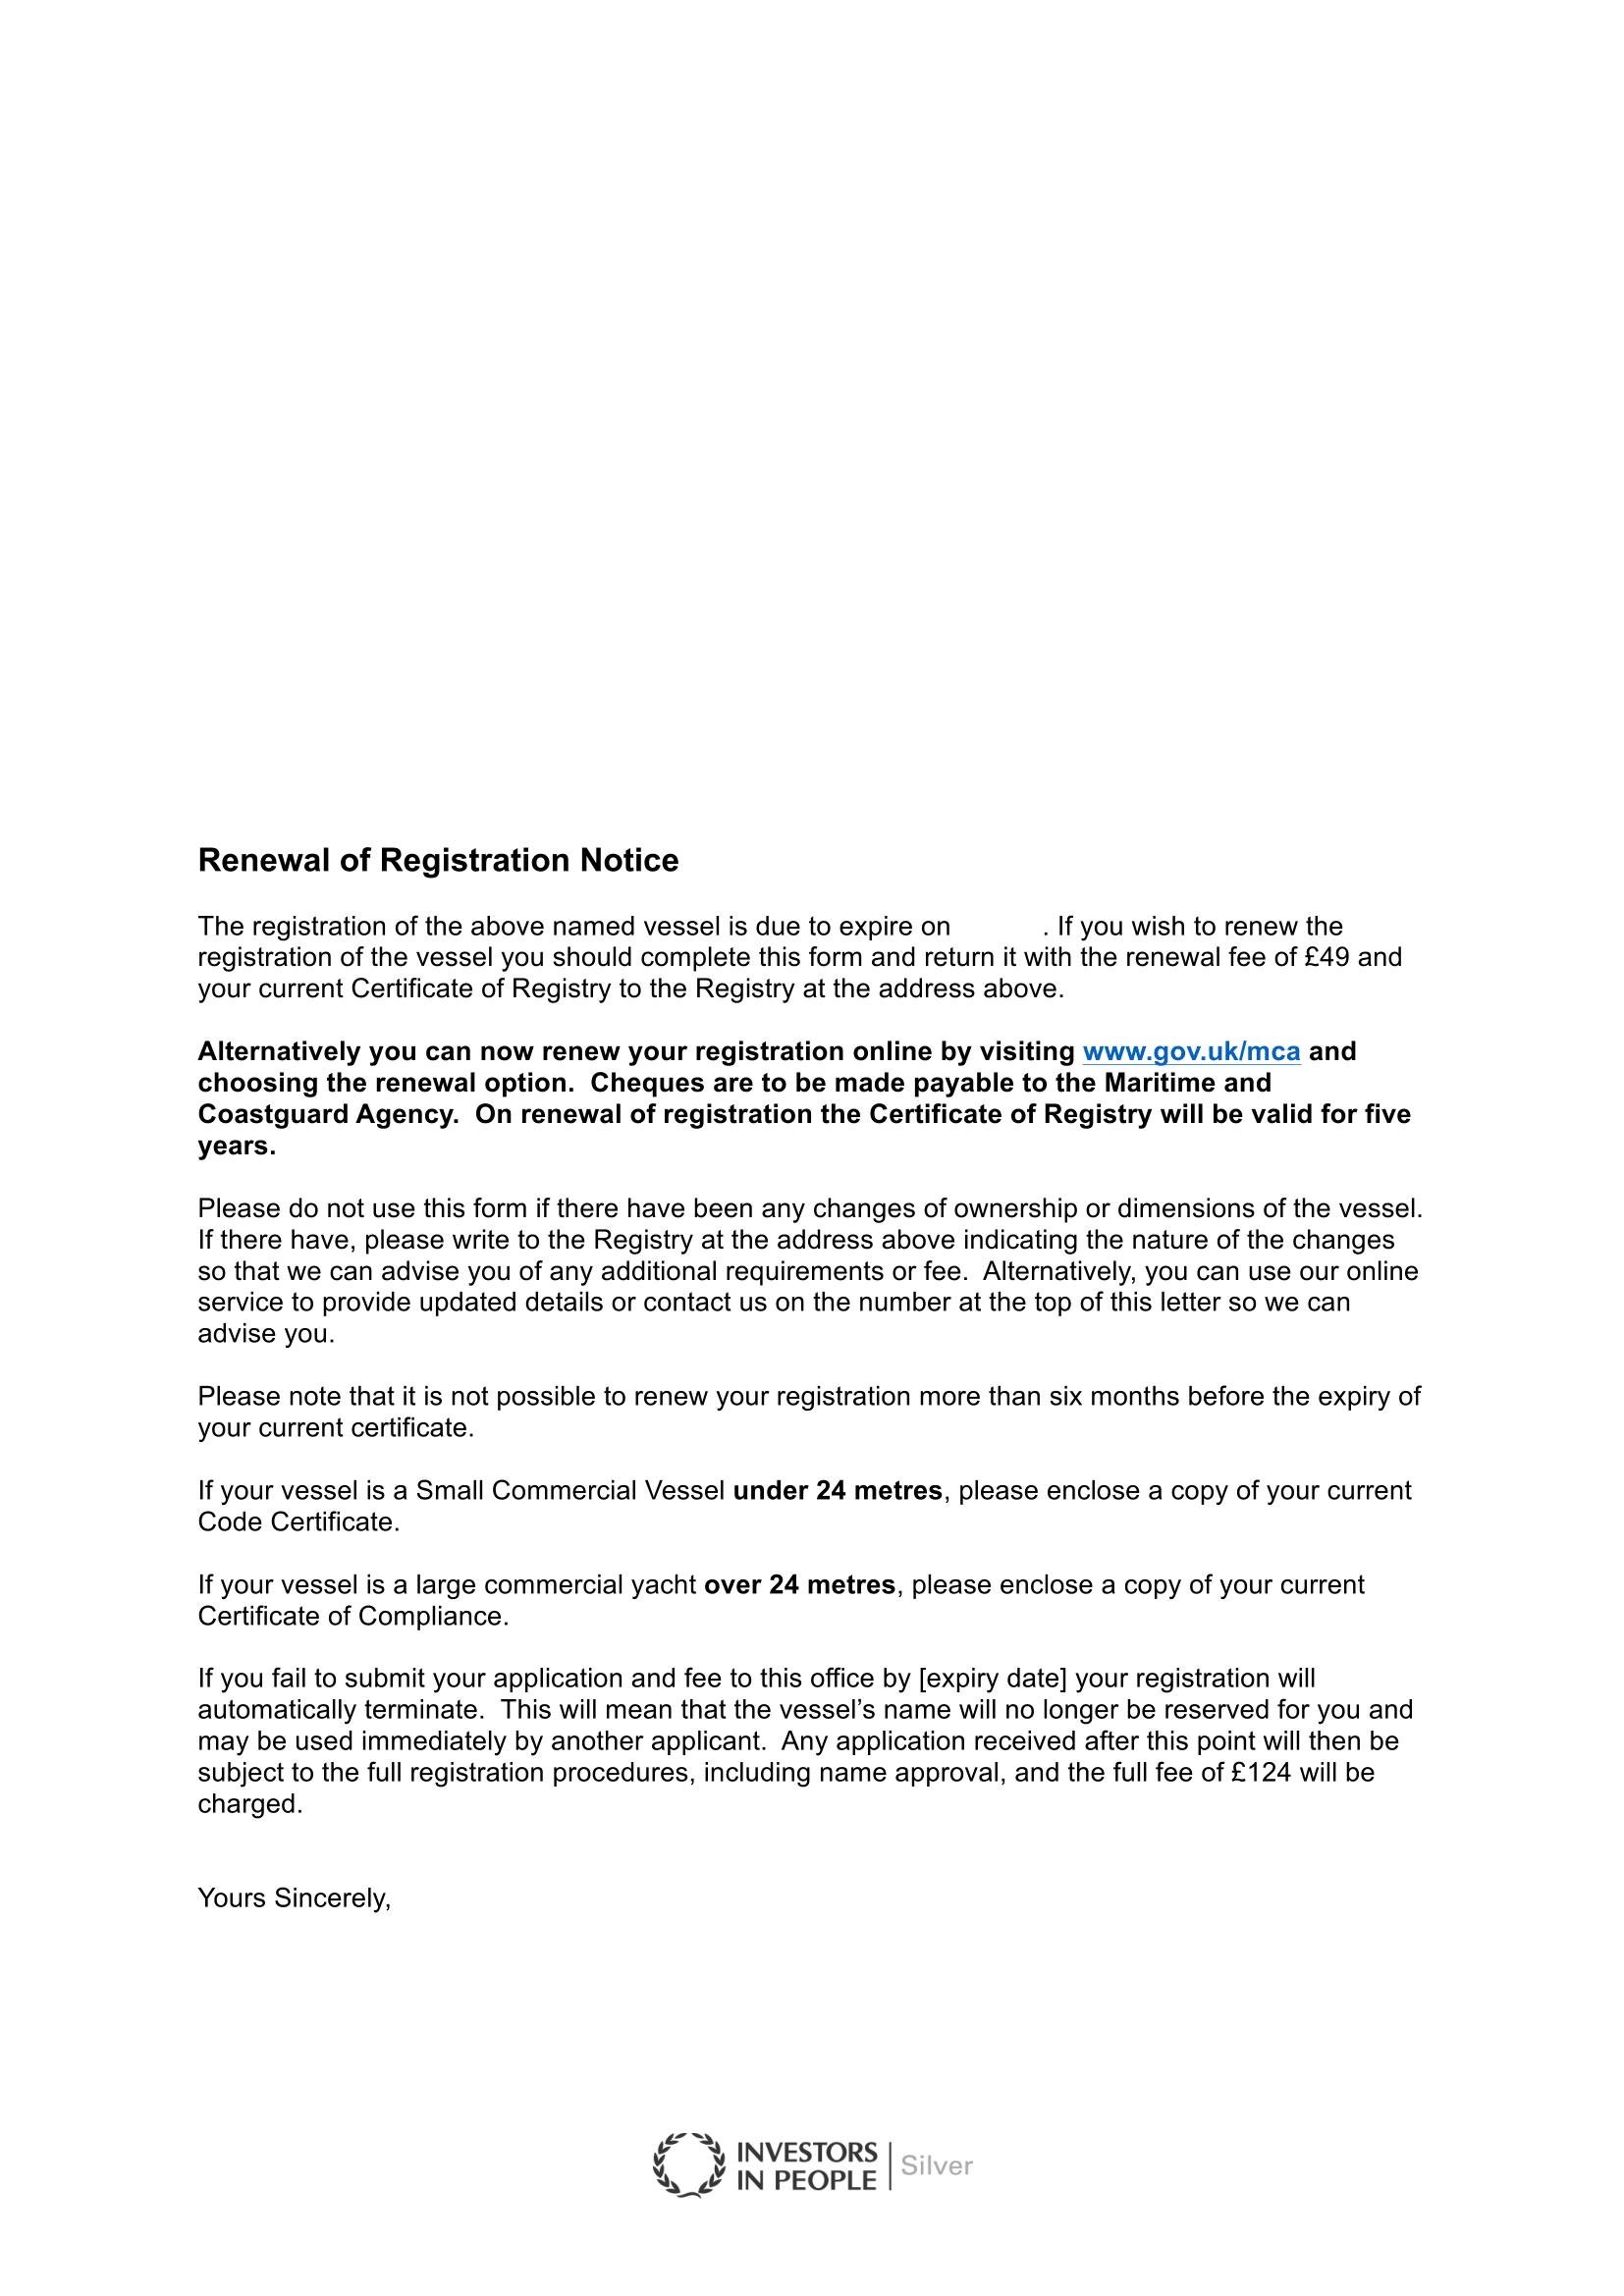 Renewal of Registration Notice
The registration of the above named vessel is due to expire on . If you wish to renew the
registration of the vessel you should complete this form and return it with the renewal fee of £49 and
your current Certificate of Registry to the Registry at the address above.
Alternatively you can now renew your registration online by visiting www.gov.uk/mca and
choosing the renewal option.  Cheques are to be made payable to the Maritime and
Coastguard Agency.  On renewal of registration the Certificate of Registry will be valid for five
years.
Please do not use this form if there have been any changes of ownership or dimensions of the vessel.
If there have, please write to the Registry at the address above indicating the nature of the changes
so that we can advise you of any additional requirements or fee.  Alternatively, you can use our online
service to provide updated details or contact us on the number at the top of this letter so we can
advise you.
Please note that it is not possible to renew your registration more than six months before the expiry of
your current certificate.
If your vessel is a Small Commercial Vessel under 24 metres, please enclose a copy of your current
Code Certificate.
If your vessel is a large commercial yacht over 24 metres, please enclose a copy of your current
Certificate of Compliance.
If you fail to submit your application and fee to this office by [expiry date] your registration will
automatically terminate.  This will mean that the vessel’s name will no longer be reserved for you and
may be used immediately by another applicant.  Any application received after this point will then be
subject to the full registration procedures, including name approval, and the full fee of £124 will be
charged.
Yours Sincerely,
INVESTORS
IN PEOPLE | Silver